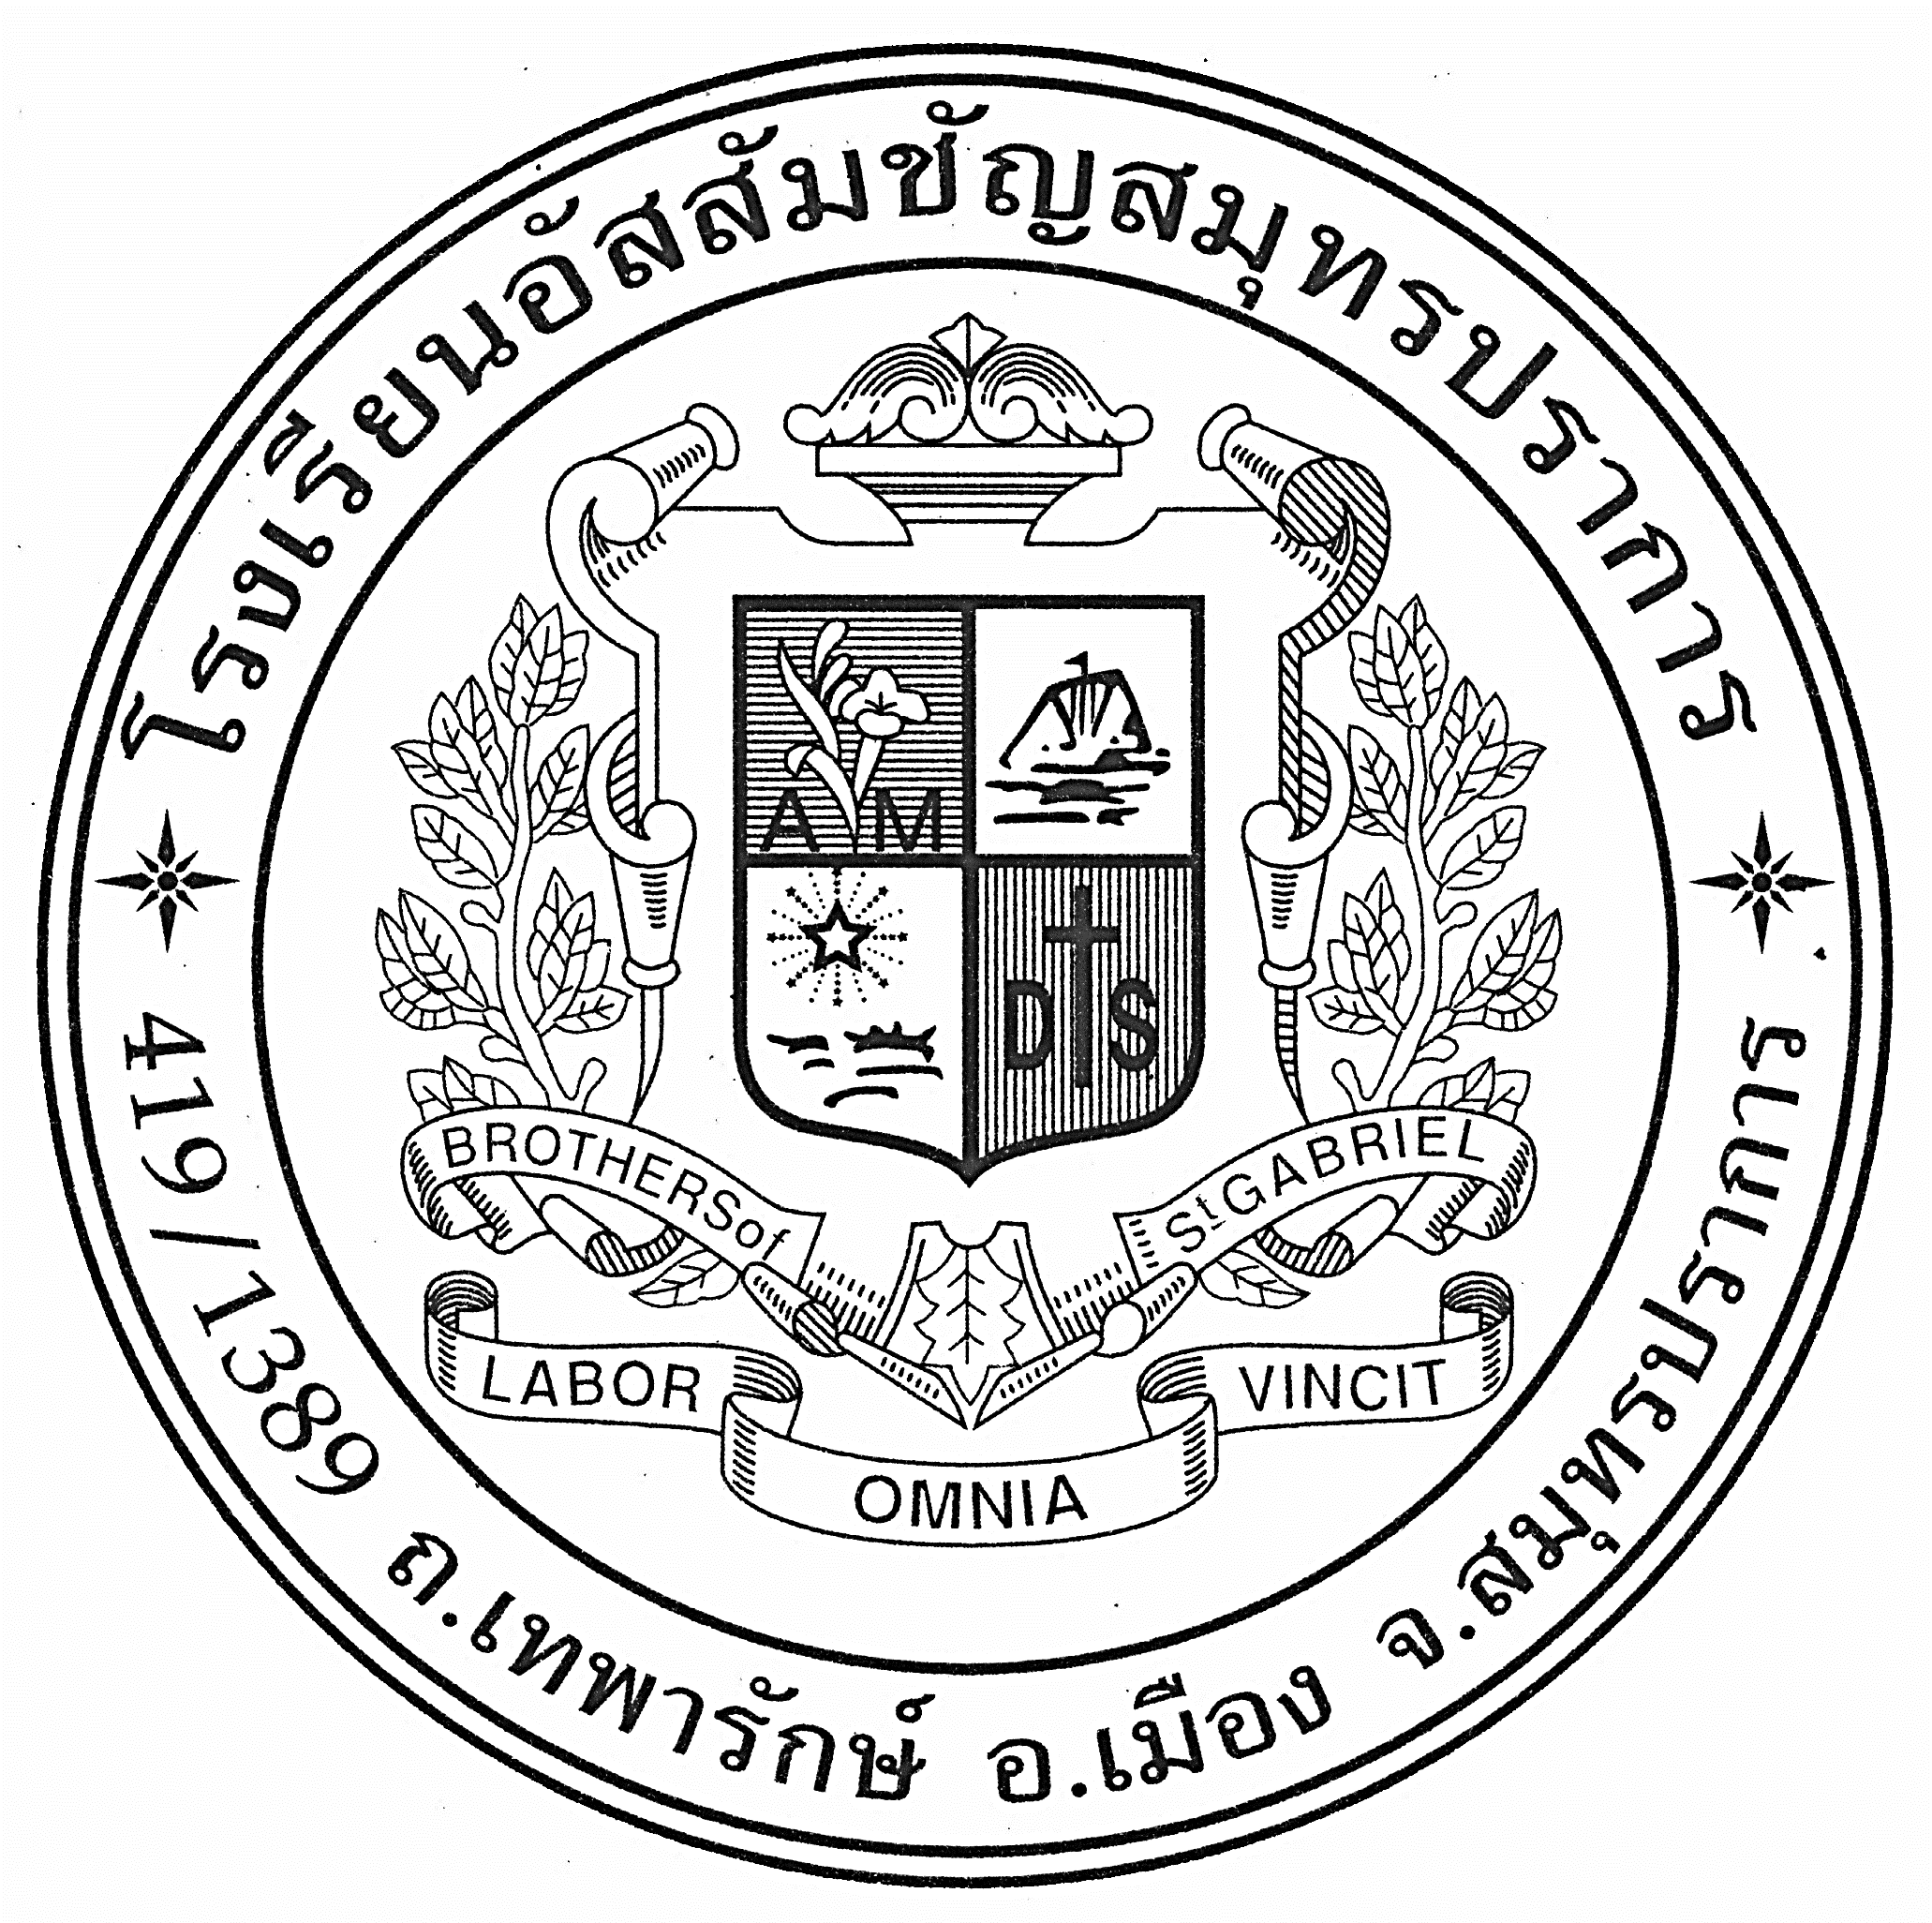 โรงเรียนอัสสัมชัญสมุทรปราการ
A M
D S
BROTHERS of St GABRIEL
LABOR OMNIA VINCIT
419/1389 ถ.เทพารักษ์ อ.เมือง จ.สมุทรปราการ